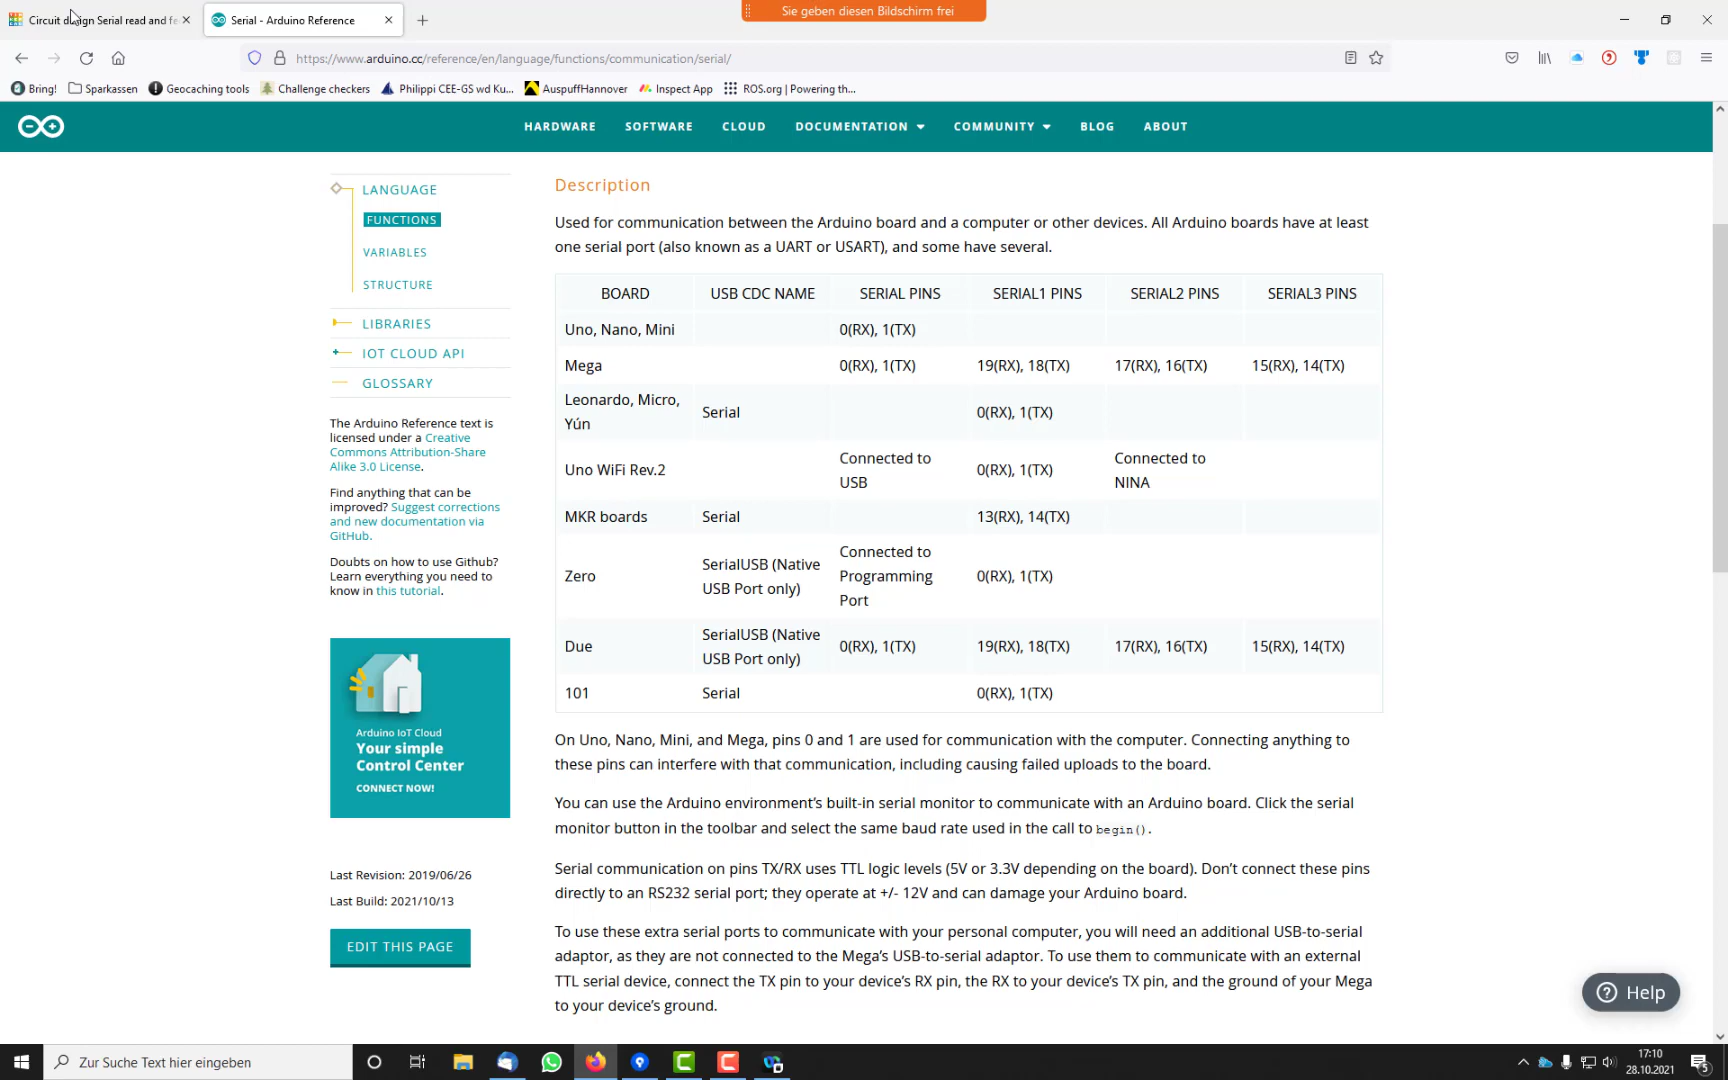 Circuit design Serial read and fe
Serial - Arduino Reference
Sie geben diesen Bildschirm frei
https://www.arduino.cc/reference/en/language/functions/communication/serial/
Bring!
Sparkassen
Geocaching tools
Challenge checkers
Philippi CEE-GS wd Ku...
AuspuffHannover
Inspect App
ROS.org | Powering th...
HARDWARE
SOFTWARE
CLOUD
DOCUMENTATION
COMMUNITY
BLOG
ABOUT
LANGUAGE
FUNCTIONS
VARIABLES
STRUCTURE
LIBRARIES
IOT CLOUD API
GLOSSARY
The Arduino Reference text is
licensed under a Creative
Commons Attribution-Share
Alike 3.0 License.
Find anything that can be
improved? Suggest corrections
and new documentation via
GitHub.
Doubts on how to use Github?
Learn everything you need to
know in this tutorial.
Arduino IoT Cloud
Your simple
Control Center
CONNECT NOW!
Last Revision: 2019/06/26
Last Build: 2021/10/13
EDIT THIS PAGE
Description
Used for communication between the Arduino board and a computer or other devices. All Arduino boards have at least
one serial port (also known as a UART or USART), and some have several.
BOARD USB CDC NAME SERIAL PINS SERIAL1 PINS SERIAL2 PINS SERIAL3 PINS
Uno, Nano, Mini 0(RX), 1(TX)
Mega 0(RX), 1(TX) 19(RX), 18(TX) 17(RX), 16(TX) 15(RX), 14(TX)
Leonardo, Micro,
Yún Serial 0(RX), 1(TX)
Uno WiFi Rev.2 Connected to
USB 0(RX), 1(TX) Connected to
NINA
MKR boards Serial 13(RX), 14(TX)
Zero SerialUSB (Native
USB Port only) Connected to
Programming
Port 0(RX), 1(TX)
Due SerialUSB (Native
USB Port only) 0(RX), 1(TX) 19(RX), 18(TX) 17(RX), 16(TX) 15(RX), 14(TX)
101 Serial 0(RX), 1(TX)
On Uno, Nano, Mini, and Mega, pins 0 and 1 are used for communication with the computer. Connecting anything to
these pins can interfere with that communication, including causing failed uploads to the board.
You can use the Arduino environment’s built-in serial monitor to communicate with an Arduino board. Click the serial
monitor button in the toolbar and select the same baud rate used in the call to begin().
Serial communication on pins TX/RX uses TTL logic levels (5V or 3.3V depending on the board). Don’t connect these pins
directly to an RS232 serial port; they operate at +/- 12V and can damage your Arduino board.
To use these extra serial ports to communicate with your personal computer, you will need an additional USB-to-serial
adaptor, as they are not connected to the Mega’s USB-to-serial adaptor. To use them to communicate with an external
TTL serial device, connect the TX pin to your device’s RX pin, the RX to your device’s TX pin, and the ground of your Mega
to your device’s ground.
Help
Zur Suche Text hier eingeben
17:10
28.10.2021
5